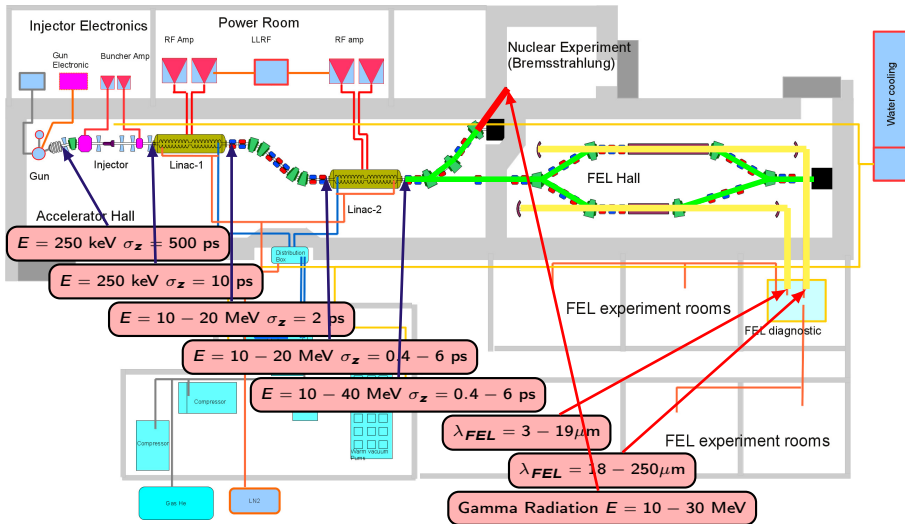 Injector Electronics
Power Room
Gun
Electronic
Buncher Amp
RF Amp
LLRF
RF amp
Nuclear Experiment
(Bremsstrahlung)
Water cooling
Gun
Injector
Linac-1
Linac-2
FEL Hall
Accelerator Hall
E = 250 keV σz = 500 ps
Distribution
Box
E = 250 keV σz = 10 ps
E = 10 − 20 MeV σz = 2 ps
FEL experiment rooms
FEL diagnostic
E = 10 − 20 MeV σz = 0.4 − 6 ps
E = 10 − 40 MeV σz = 0.4 − 6 ps
Compressor
Compressor
λFEL = 3 − 19μm
FEL experiment rooms
Warm vacuum
Pump
λFEL = 18 − 250μm
Gas He
LN2
Gamma Radiation E = 10 − 30 MeV